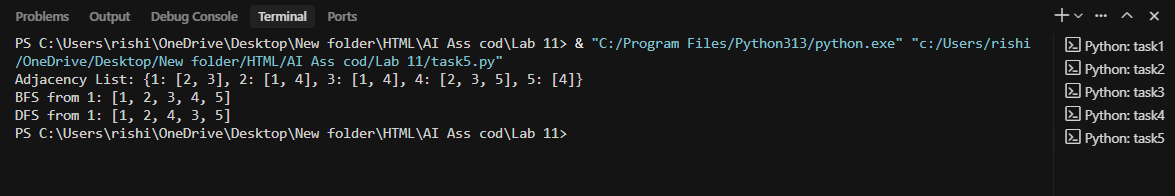 Problems Output Debug Console Terminal Ports
PS C:\Users\rishi\OneDrive\Desktop\New folder\HTML\AI Ass cod\Lab 11> & "C:/Program Files/Python313/python.exe" "c:/Users/rishi
/OneDrive/Desktop/New folder/HTML/AI Ass cod/Lab 11/task5.py"
Adjacency List: {1: [2, 3], 2: [1, 4], 3: [1, 4], 4: [2, 3, 5], 5: [4]}
BFS from 1: [1, 2, 3, 4, 5]
DFS from 1: [1, 2, 4, 3, 5]
PS C:\Users\rishi\OneDrive\Desktop\New folder\HTML\AI Ass cod\Lab 11>
Python: task1
Python: task2
Python: task3
Python: task4
Python: task5